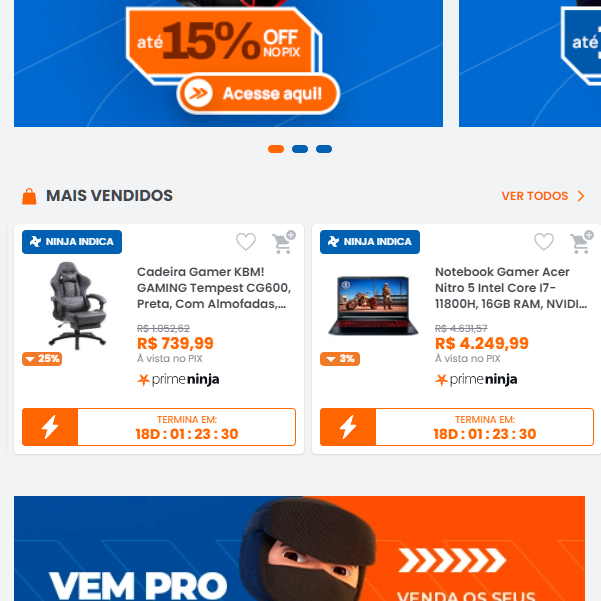 até 15% OFF
NO PIX
Acesse aqui!
até
MAIS VENDIDOS
VER TODOS
NINJA INDICA
Cadeira Gamer KBM!
GAMING Tempest CG600,
Preta, Com Almofadas,...
R$ 1.052,62
R$ 739,99
À vista no PIX
25%
primeninja
TERMINA EM:
18D : 01 : 23 : 30
NINJA INDICA
Notebook Gamer Acer
Nitro 5 Intel Core I7-
11800H, 16GB RAM, NVIDI...
R$ 4.631,57
R$ 4.249,99
À vista no PIX
3%
primeninja
TERMINA EM:
18D : 01 : 23 : 30
VEM PRO
VENDA OS SEUS